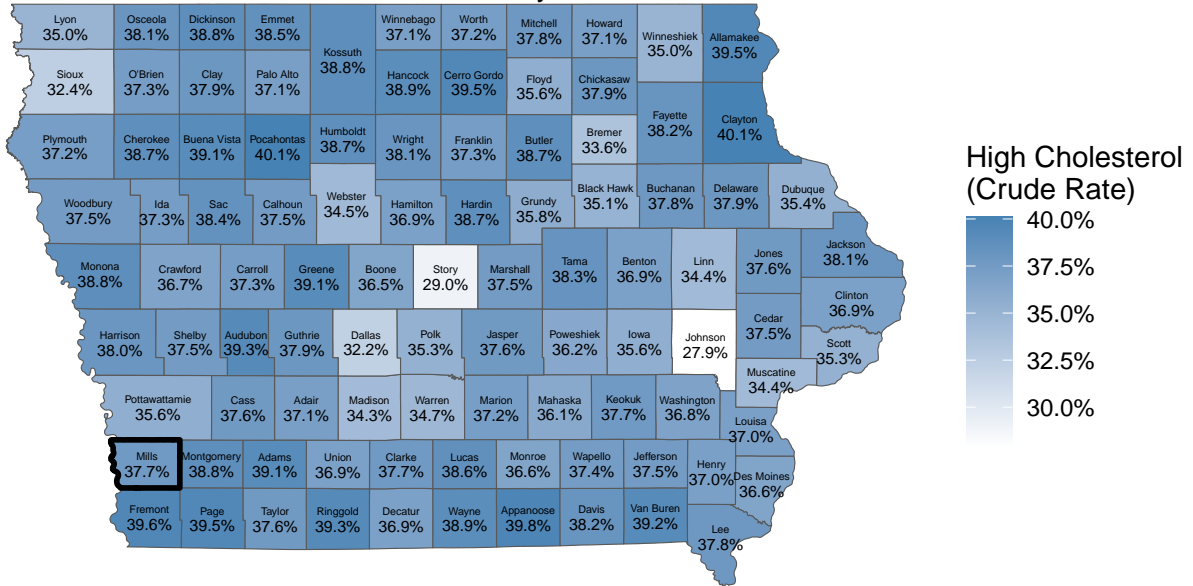 Lyon
35.0%
Osceola
38.1%
Dickinson
38.8%
Emmet
38.5%
Kossuth
38.8%
Winnebago
37.1%
Worth
37.2%
Mitchell
37.8%
Howard
37.1%
Winneshiek
35.0%
Allamakee
39.5%
Sioux
32.4%
O'Brien
37.3%
Clay
37.9%
Palo Alto
37.1%
Hancock
38.9%
Cerro Gordo
39.5%
Floyd
35.6%
Chickasaw
37.9%
Fayette
38.2%
Clayton
40.1%
Plymouth
37.2%
Cherokee
38.7%
Buena Vista
39.1%
Pocahontas
40.1%
Humboldt
38.7%
Wright
38.1%
Franklin
37.3%
Butler
38.7%
Bremer
33.6%
Woodbury
37.5%
Ida
37.3%
Sac
38.4%
Calhoun
37.5%
Webster
34.5%
Hamilton
36.9%
Hardin
38.7%
Grundy
35.8%
Black Hawk
35.1%
Buchanan
37.8%
Delaware
37.9%
Dubuque
35.4%
Monona
38.8%
Crawford
36.7%
Carroll
37.3%
Greene
39.1%
Boone
36.5%
Story
29.0%
Marshall
37.5%
Tama
38.3%
Benton
36.9%
Linn
34.4%
Jones
37.6%
Jackson
38.1%
Clinton
36.9%
Harrison
38.0%
Shelby
37.5%
Audubon
39.3%
Guthrie
37.9%
Dallas
32.2%
Polk
35.3%
Jasper
37.6%
Poweshiek
36.2%
Iowa
35.6%
Johnson
27.9%
Cedar
37.5%
Scott
35.3%
Muscatine
34.4%
Pottawattamie
35.6%
Cass
37.6%
Adair
37.1%
Madison
34.3%
Warren
34.7%
Marion
37.2%
Mahaska
36.1%
Keokuk
37.7%
Washington
36.8%
Louisa
37.0%
Mills
37.7%
Montgomery
38.8%
Adams
39.1%
Union
36.9%
Clarke
37.7%
Lucas
38.6%
Monroe
36.6%
Wapello
37.4%
Jefferson
37.5%
Henry
37.0%
Des Moines
36.6%
Fremont
39.6%
Page
39.5%
Taylor
37.6%
Ringgold
39.3%
Decatur
36.9%
Wayne
38.9%
Appanoose
39.8%
Davis
38.2%
Van Buren
39.2%
Lee
37.8%
High Cholesterol
(Crude Rate)
40.0%
37.5%
35.0%
32.5%
30.0%